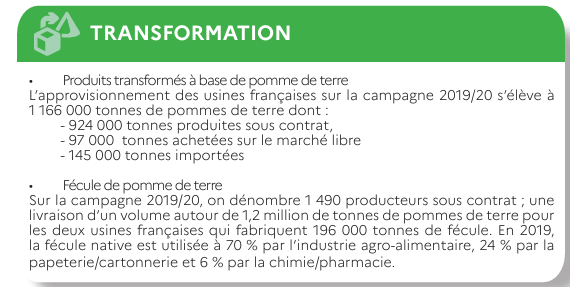 TRANSFORMATION
• Produits transformés à base de pomme de terre
L'approvisionnement des usines françaises sur la campagne 2019/20 s'élève à
1 166 000 tonnes de pommes de terre dont :
- 924 000 tonnes produites sous contrat,
- 97 000 tonnes achetées sur le marché libre
- 145 000 tonnes importées
• Fécule de pomme de terre
Sur la campagne 2019/20, on dénombre 1 490 producteurs sous contrat ; une
livraison d'un volume autour de 1,2 million de tonnes de pommes de terre pour
les deux usines françaises qui fabriquent 196 000 tonnes de fécule. En 2019,
la fécule native est utilisée à 70 % par l'industrie agro-alimentaire, 24 % par la
papeterie/cartonnerie et 6 % par la chimie/pharmacie.